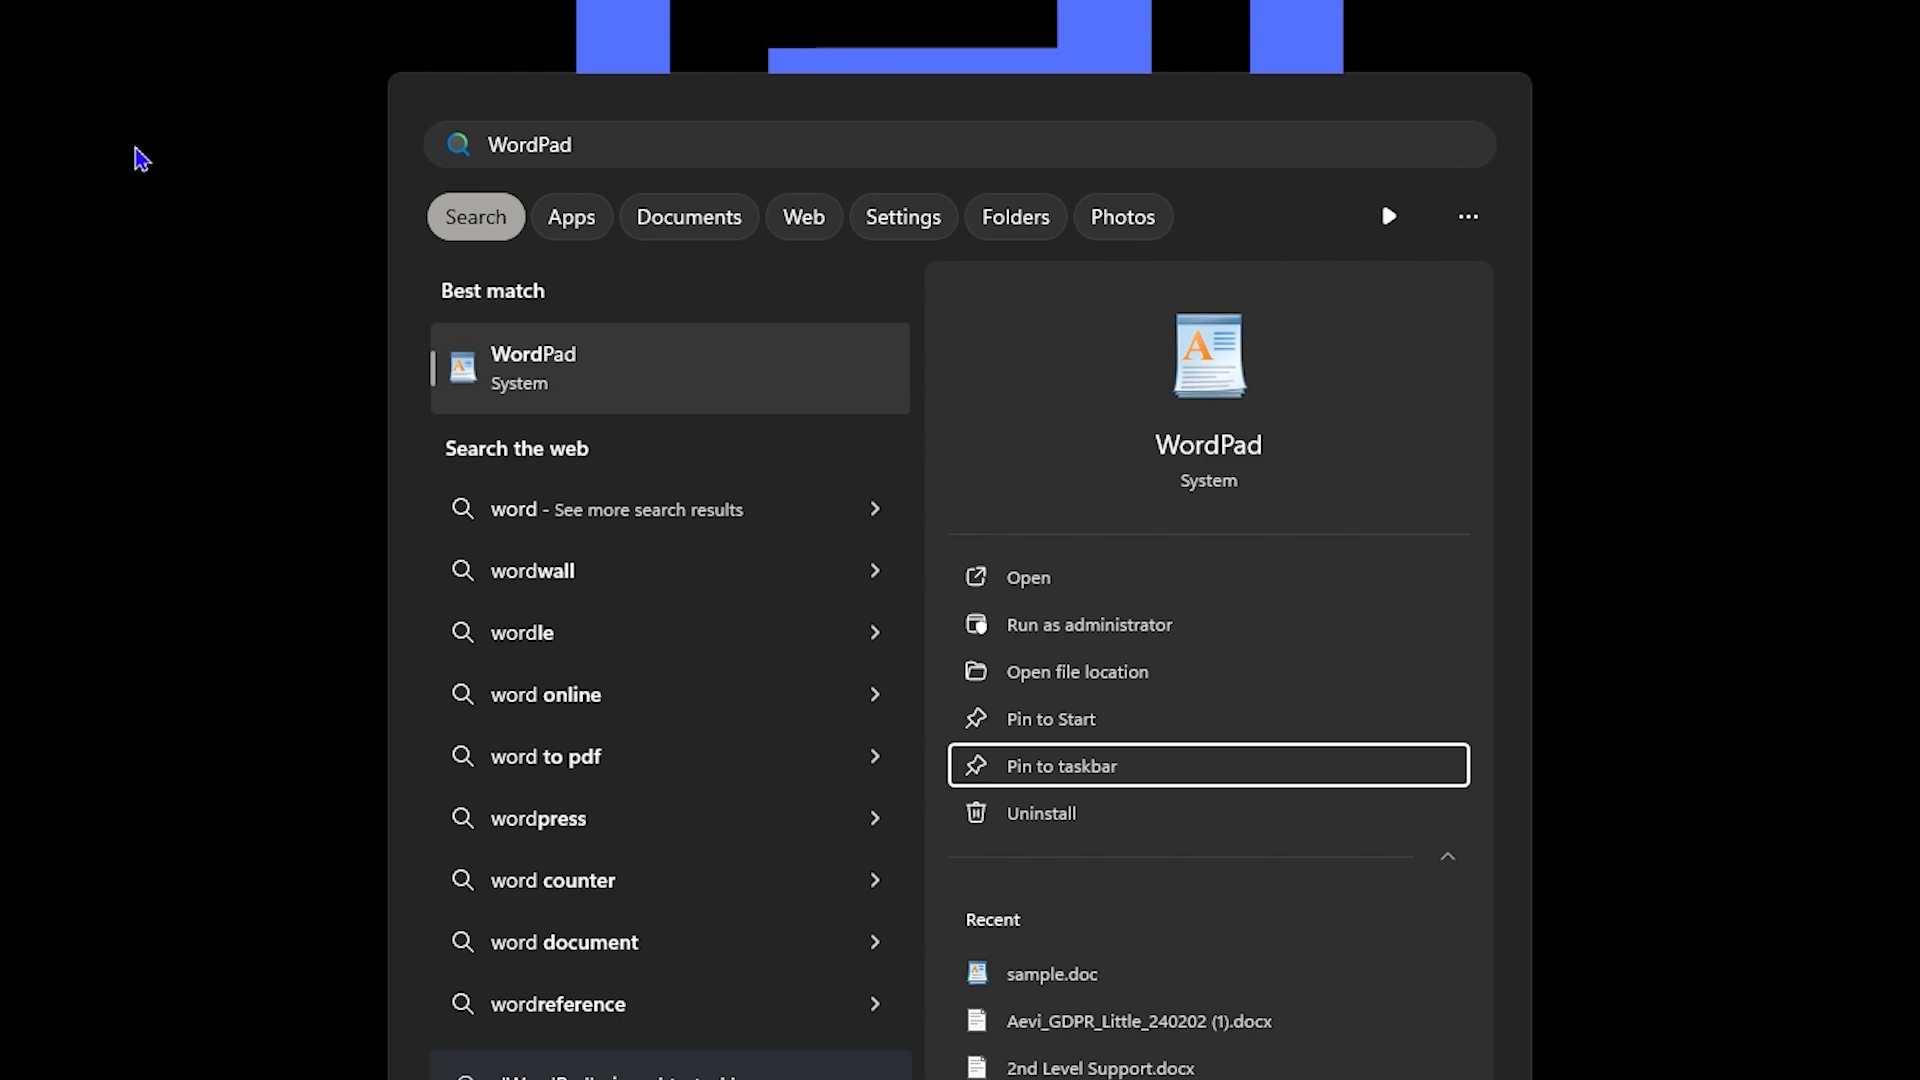 WordPad
Search Apps Documents Web Settings Folders Photos
Best match
WordPad
System
Search the web
word - See more search results
wordwall
wordle
word online
word to pdf
wordpress
word counter
word document
wordreference
WordPad
System
Open
Run as administrator
Open file location
Pin to Start
Pin to taskbar
Uninstall
Recent
sample.doc
Aevi_GDPR_Little_240202 (1).docx
2nd Level Support.docx